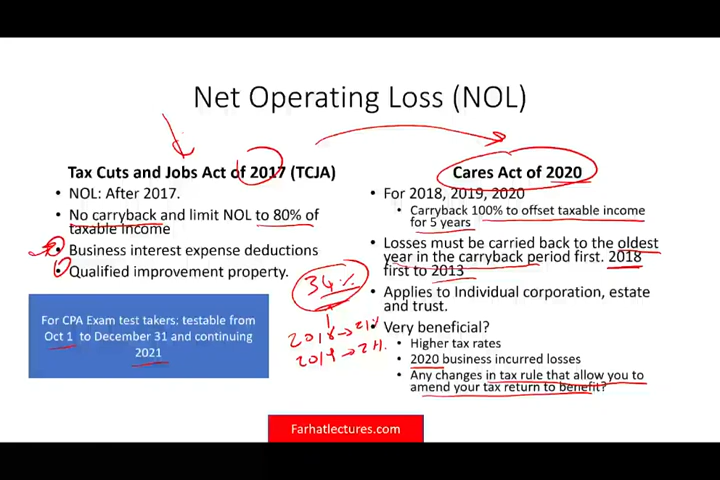 Net Operating Loss (NOL)
Tax Cuts and Jobs Act of 2017 (TCJA)
• NOL: After 2017.
• No carryback and limit NOL to 80% of
taxable income
• Business interest expense deductions
• Qualified improvement property.
For CPA Exam test takers: testable from
Oct 1 to December 31 and continuing
2021
Cares Act of 2020
• For 2018, 2019, 2020
• Carryback 100% to offset taxable income
for 5 years
• Losses must be carried back to the oldest
year in the carryback period first. 2018
first to 2013
• Applies to Individual corporation, estate
and trust.
• Very beneficial?
• Higher tax rates
• 2020 business incurred losses
• Any changes in tax rule that allow you to
amend your tax return to benefit?
34%
2018 → 21%
2019 → 21.
Farhatlectures.com